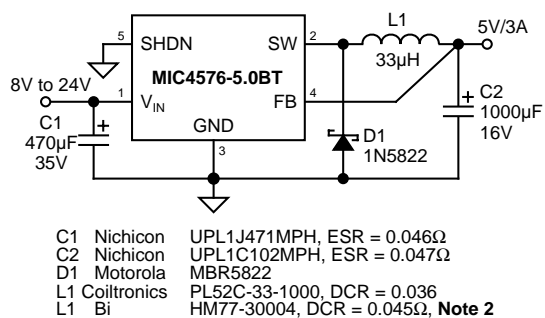 L1
5V/3A
5
SHDN
SW
2
33µH
MIC4576-5.0BT
8V to 24V
1
VIN
FB
4
C2
1000µF
16V
C1
470µF
35V
GND
3
D1
1N5822
C1 Nichicon UPL1J471MPH, ESR = 0.046Ω
C2 Nichicon UPL1C102MPH, ESR = 0.047Ω
D1 Motorola MBR5822
L1 Coiltronics PL52C-33-1000, DCR = 0.036
L1 Bi HM77-30004, DCR = 0.045Ω, Note 2